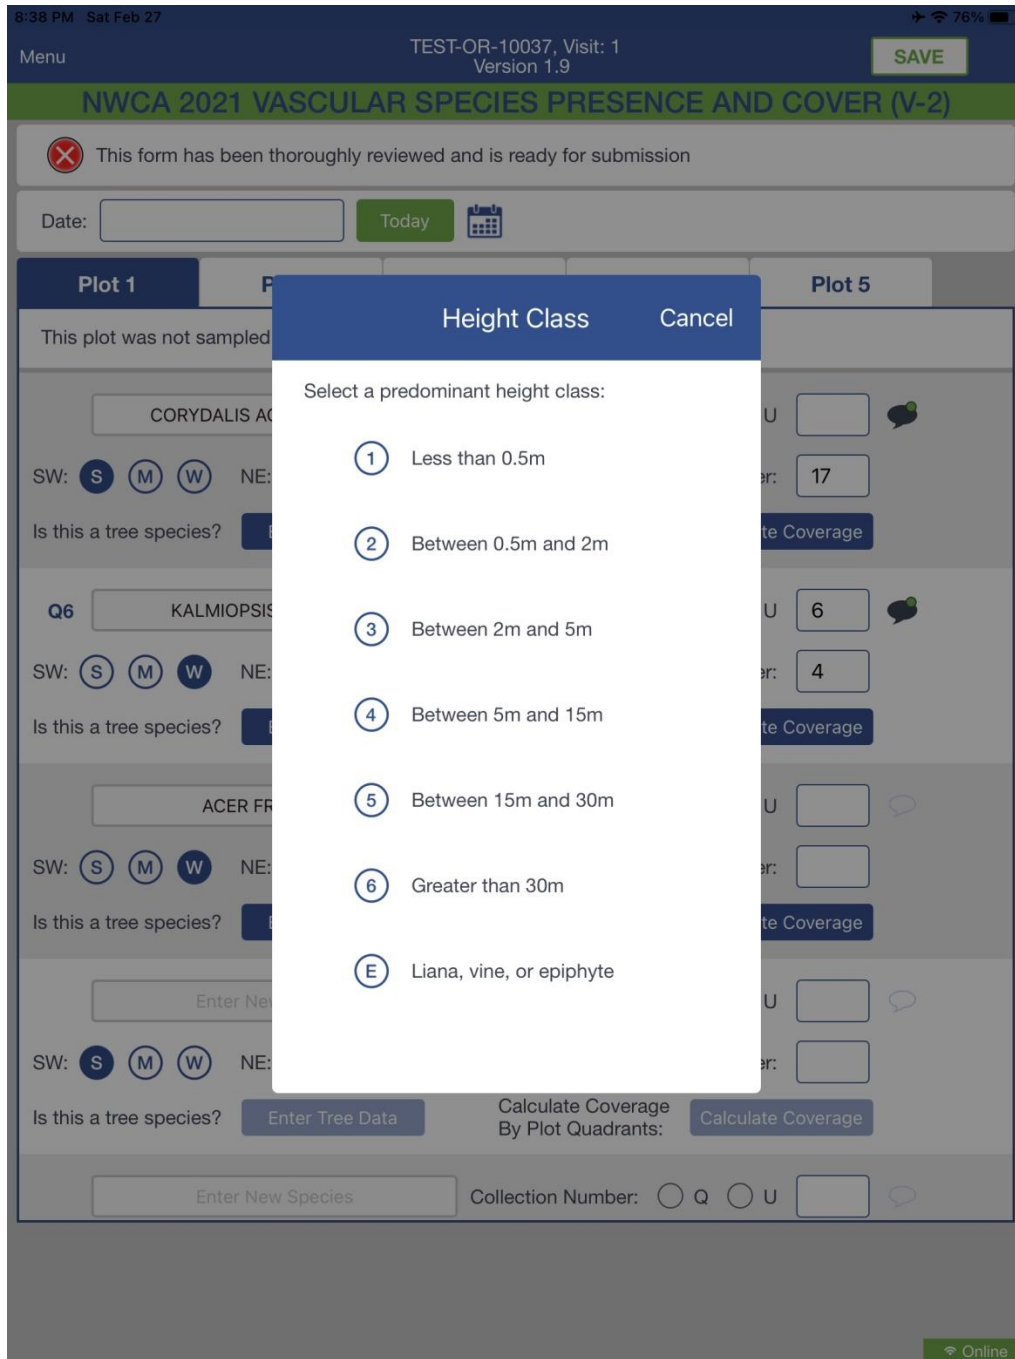 8:38 PM Sat Feb 27 76%
Menu TEST-OR-10037, Visit: 1 SAVE
Version 1.9
NWCA 2021 VASCULAR SPECIES PRESENCE AND COVER (V-2)
This form has been thoroughly reviewed and is ready for submission
Date: Today
Plot 1 P Plot 5
Height Class Cancel
This plot was not sampled
Select a predominant height class:
CORYDALIS U
1 Less than 0.5m
SW: S M W NE: 17
Is this a tree species? Coverage
2 Between 0.5m and 2m
Q6 KALMIOPSIS U 6
3 Between 2m and 5m
SW: S M W NE: 4
4 Between 5m and 15m
Is this a tree species? Coverage
5 Between 15m and 30m
ACER FR U
SW: S M W NE:
6 Greater than 30m
Is this a tree species? Coverage
E Liana, vine, or epiphyte
Enter U
SW: S M W NE:
Is this a tree species? Enter Tree Data Calculate Coverage
By Plot Quadrants: Calculate Coverage
Enter New Species Collection Number: Q U
Online